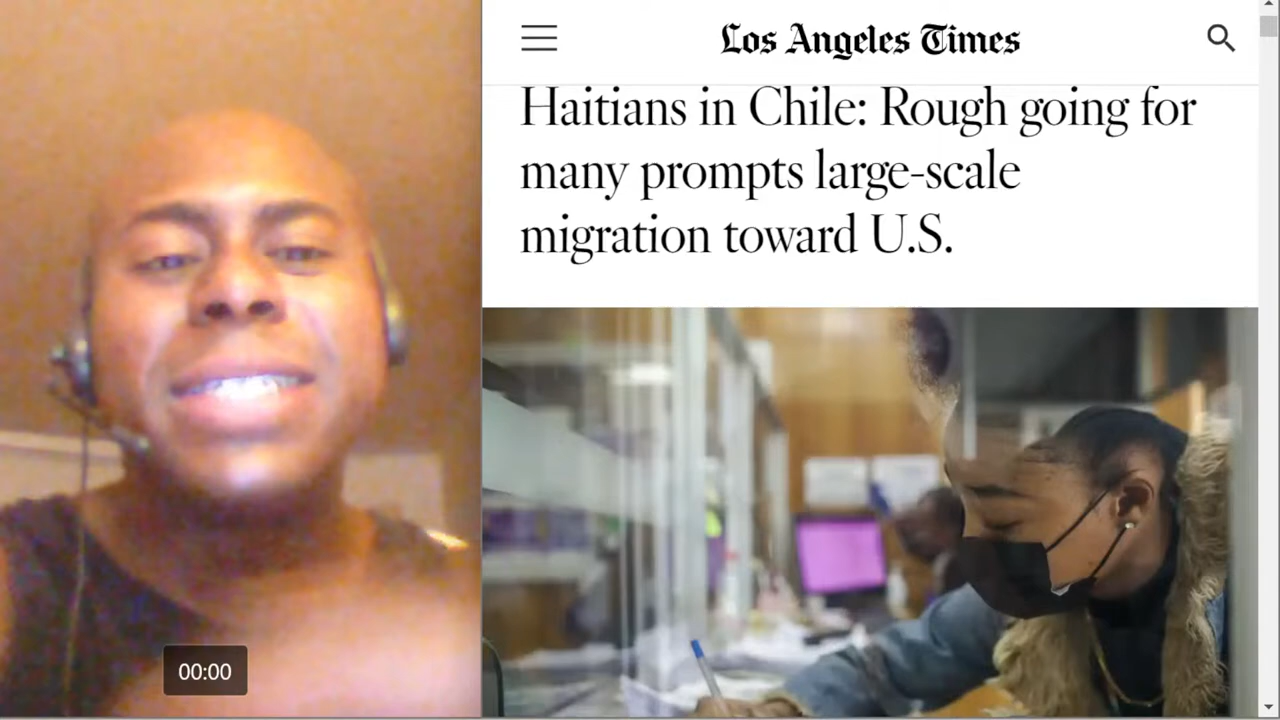 Los Angeles Times
Haitians in Chile: Rough going for
many prompts large-scale
migration toward U.S.
00:00